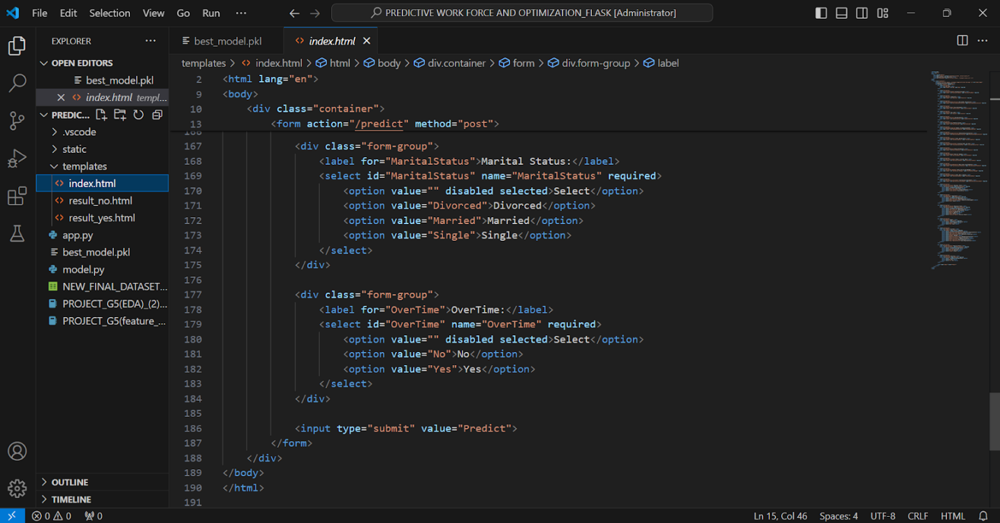 File Edit Selection View Go Run ··· PREDICTIVE WORK FORCE AND OPTIMIZATION_FLASK [Administrator]
EXPLORER ···
best_model.pkl index.html
OPEN EDITORS
best_model.pkl
index.html templ...
PREDIC...
.vscode
static
templates
index.html
result_no.html
result_yes.html
app.py
best_model.pkl
model.py
NEW_FINAL_DATASET...
PROJECT_G5(EDA)_(2)...
PROJECT_G5(feature_...
OUTLINE
TIMELINE
templates > index.html > html > body > div.container > form > div.form-group > label
2 <html lang="en">
9 <body>
10 <div class="container">
13 <form action="/predict" method="post">
167 <div class="form-group">
168 <label for="MaritalStatus">Marital Status:</label>
169 <select id="MaritalStatus" name="MaritalStatus" required>
170 <option value="" disabled selected>Select</option>
171 <option value="Divorced">Divorced</option>
172 <option value="Married">Married</option>
173 <option value="Single">Single</option>
174 </select>
175 </div>
176
177 <div class="form-group">
178 <label for="OverTime">OverTime:</label>
179 <select id="OverTime" name="OverTime" required>
180 <option value="" disabled selected>Select</option>
181 <option value="No">No</option>
182 <option value="Yes">Yes</option>
183 </select>
184 </div>
185
186 <input type="submit" value="Predict">
187 </form>
188 </div>
189 </body>
190 </html>
191
0 0 0 Ln 15, Col 46 Spaces: 4 UTF-8 CRLF HTML